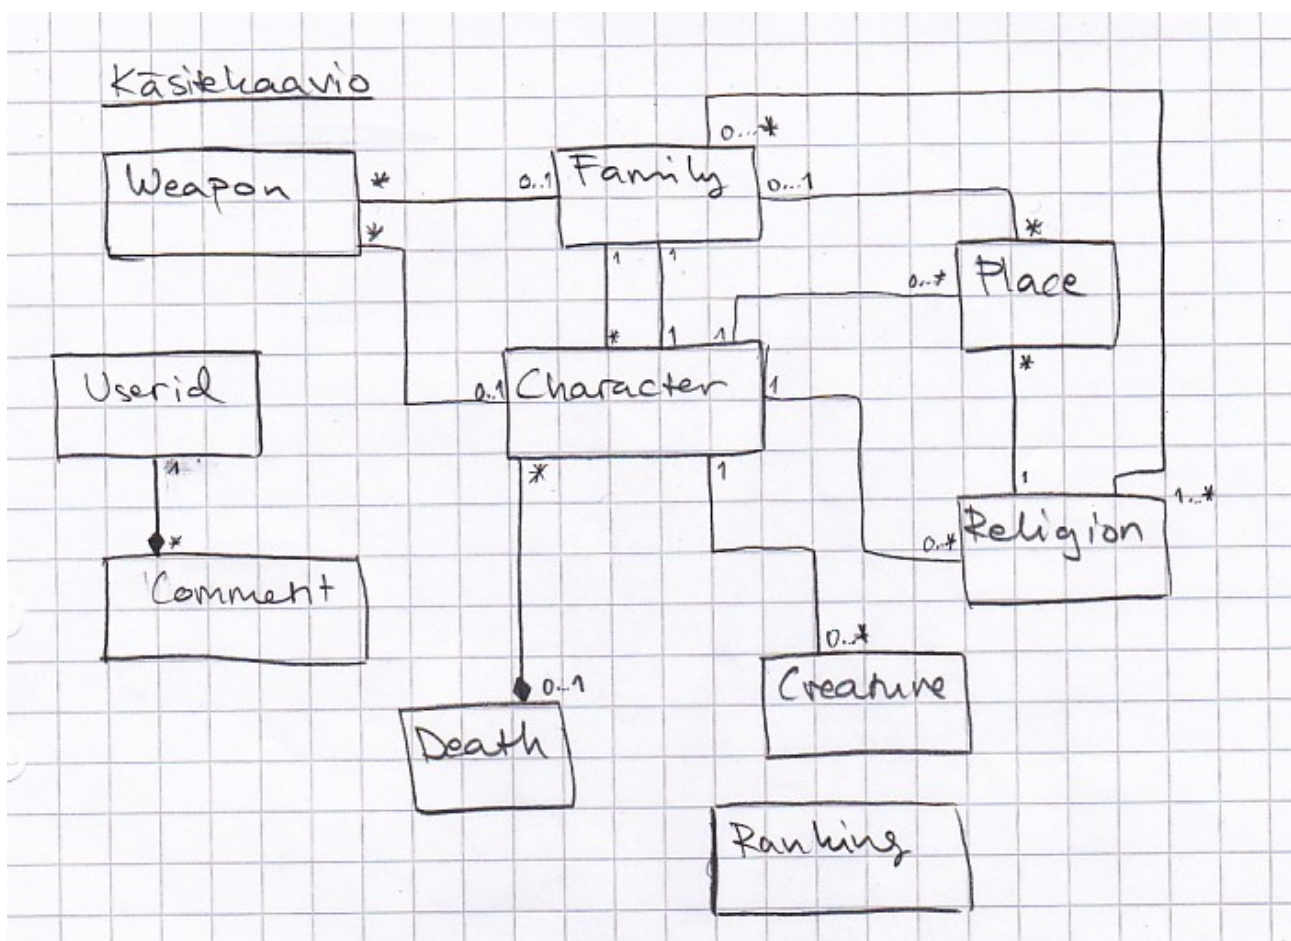 Käsitekaavio
0...*
Weapon * 0..1 Family 0...1
*
1 1 *
0..* Place
* 1 1
Userid 0..1 Character 1 *
1 * 1 1 1...*
* 0..* Religion
Comment
0..*
0..1 Creature
Death
Ranking